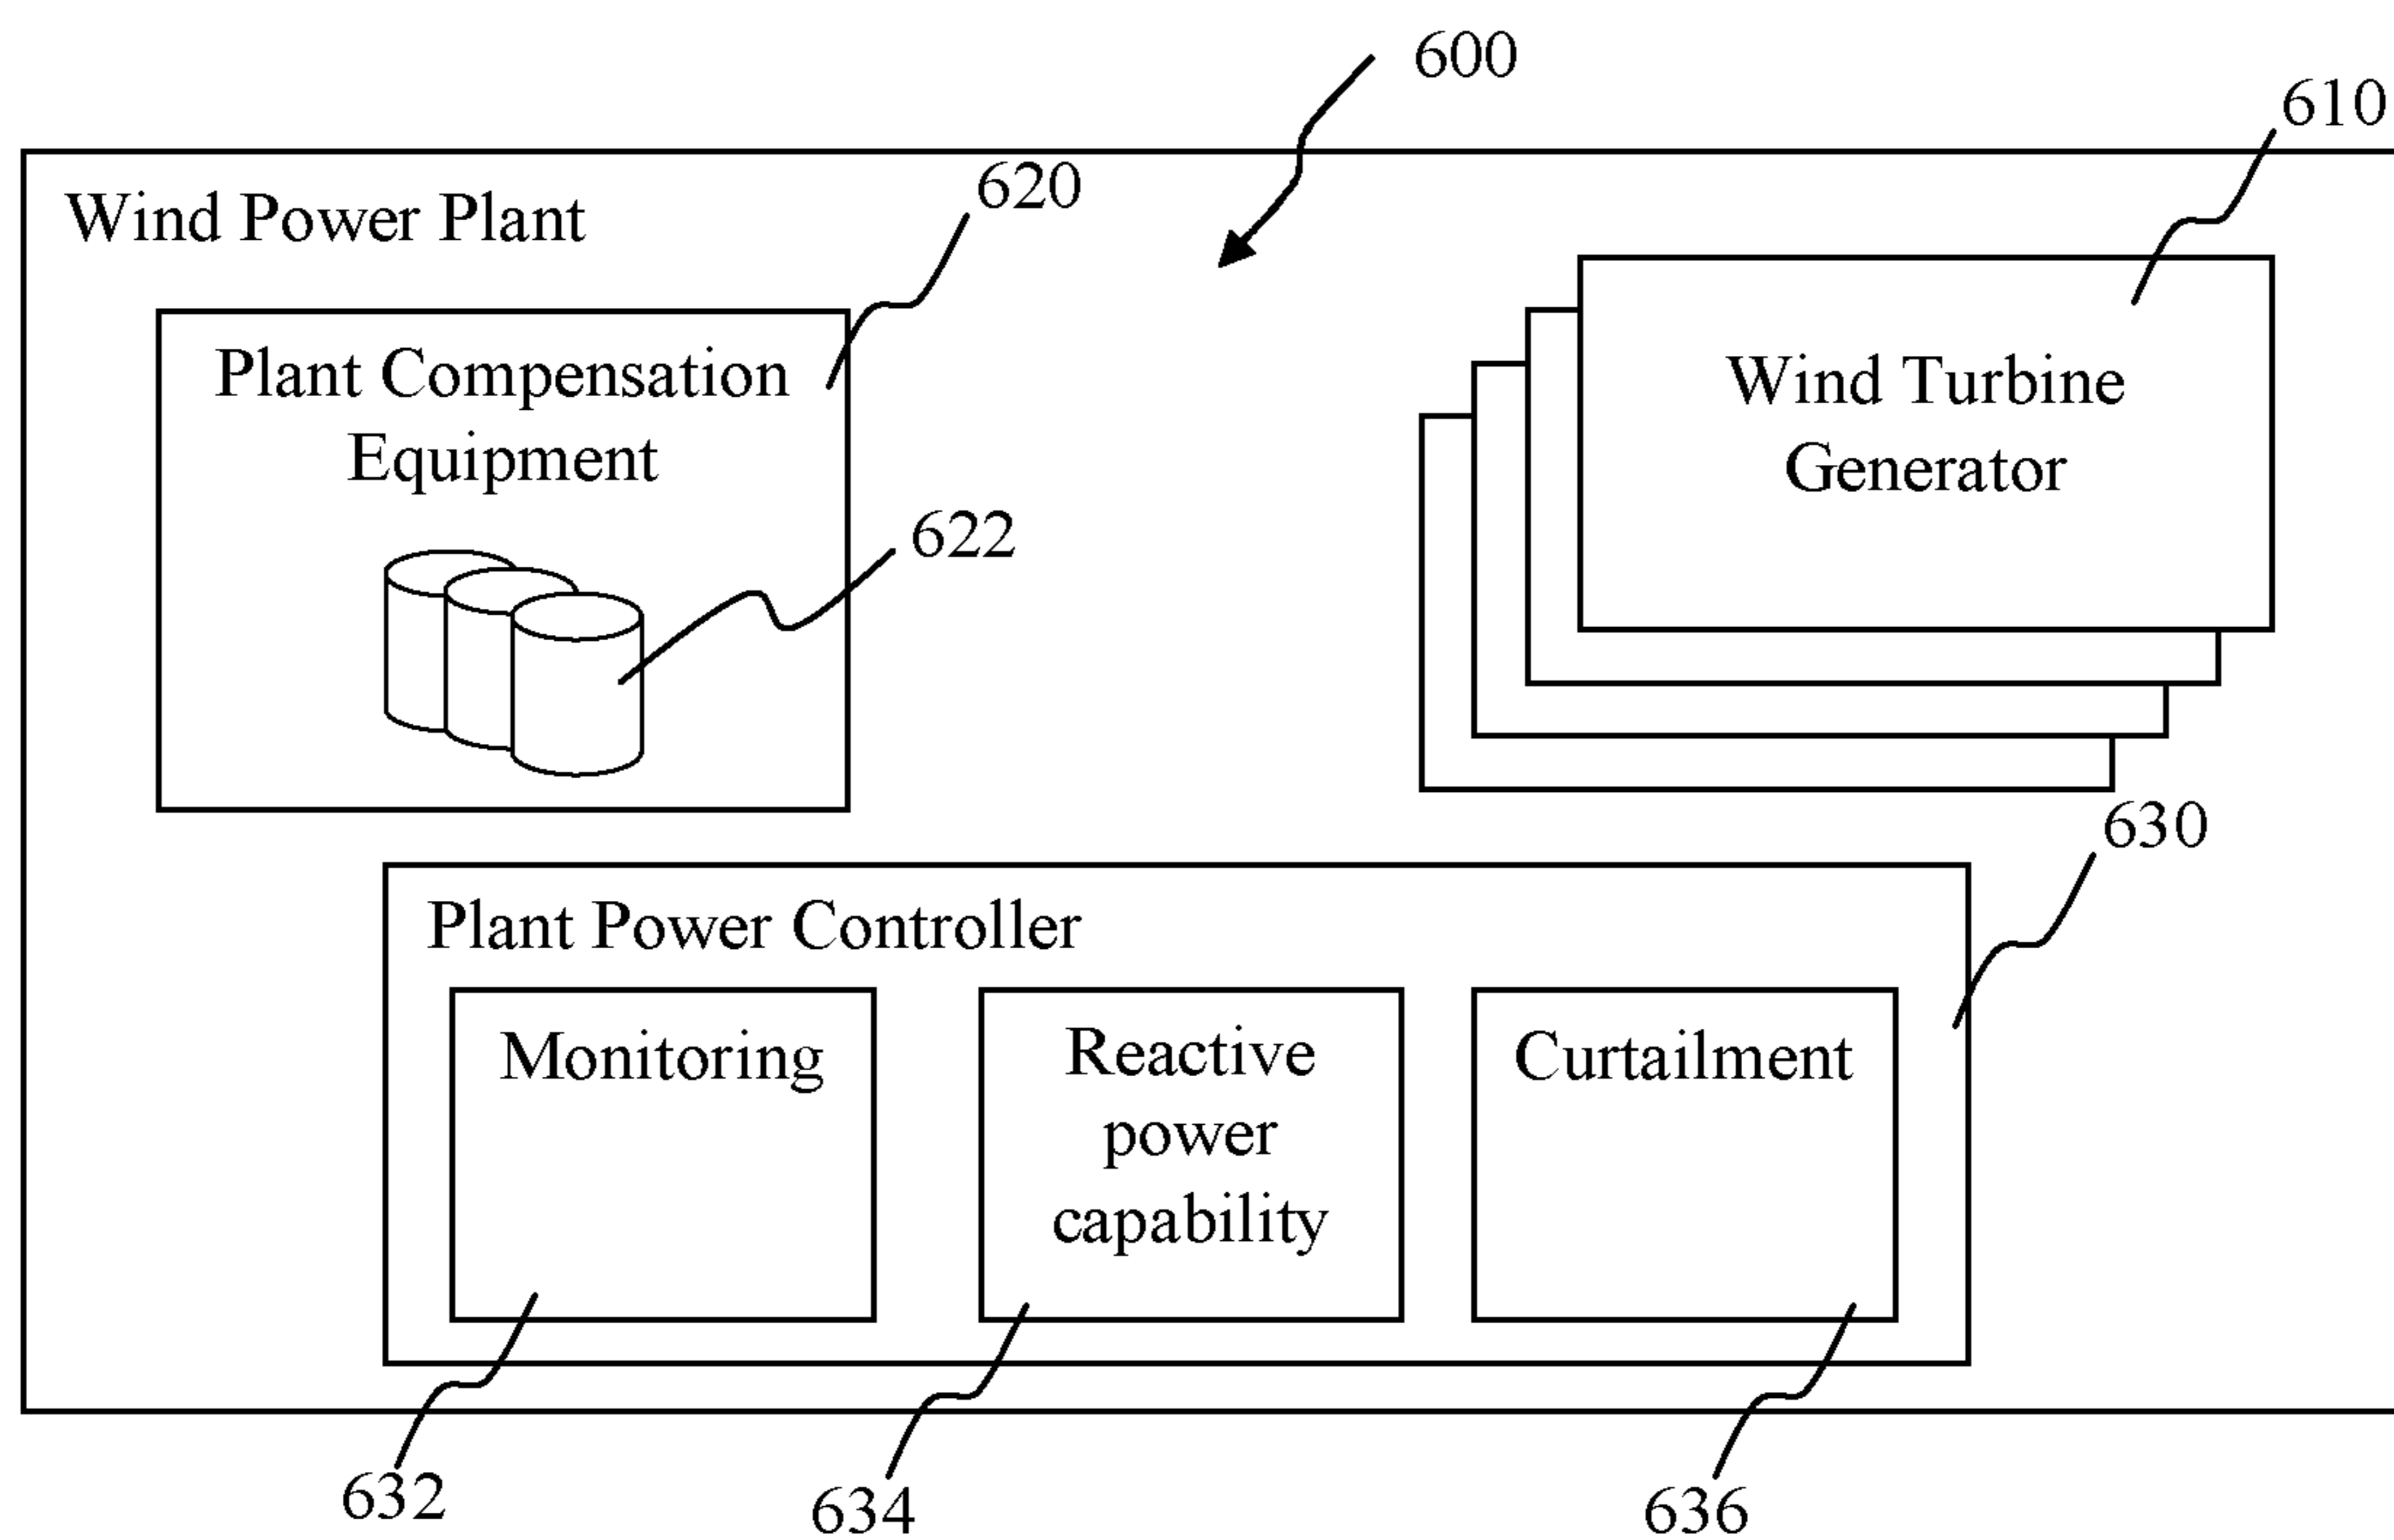 600
610
Wind Power Plant
620
Plant Compensation
Equipment
622
Wind Turbine
Generator
630
Plant Power Controller
Monitoring
Reactive
power
capability
Curtailment
632
634
636